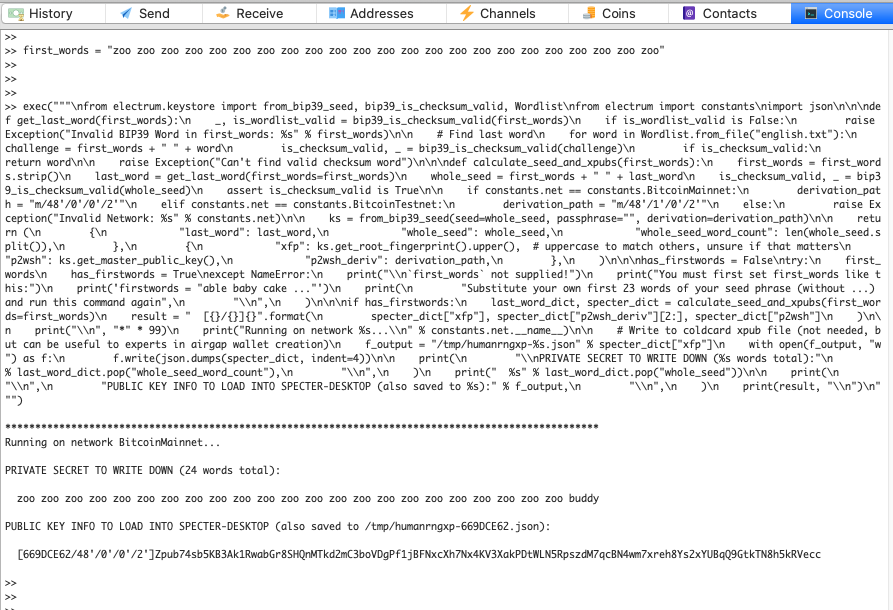 History
Send
Receive
Addresses
Channels
Coins
Contacts
Console
>>
>> first_words = "zoo zoo zoo zoo zoo zoo zoo zoo zoo zoo zoo zoo zoo zoo zoo zoo zoo zoo zoo zoo zoo zoo zoo"
>>
>>
>>
>> exec("""\nfrom electrum.keystore import from_bip39_seed, bip39_is_checksum_valid, Wordlist\nfrom electrum import constants\nimport json\n\n\nde
f get_last_word(first_words):\n    _, is_wordlist_valid = bip39_is_checksum_valid(first_words)\n    if is_wordlist_valid is False:\n        raise
Exception("Invalid BIP39 Word in first_words: %s" % first_words)\n\n    # Find last word\n    for word in Wordlist.from_file("english.txt"):\n
challenge = first_words + " " + word\n        is_checksum_valid, _ = bip39_is_checksum_valid(challenge)\n        if is_checksum_valid:\n
return word\n\n    raise Exception("Can't find valid checksum word")\n\n\ndef calculate_seed_and_xpubs(first_words):\n    first_words = first_word
s.strip()\n    last_word = get_last_word(first_words=first_words)\n    whole_seed = first_words + " " + last_word\n    is_checksum_valid, _ = bip3
9_is_checksum_valid(whole_seed)\n    assert is_checksum_valid is True\n\n    if constants.net == constants.BitcoinMainnet:\n        derivation_pat
h = "m/48'/0'/0'/2'"\n    elif constants.net == constants.BitcoinTestnet:\n        derivation_path = "m/48'/1'/0'/2'"\n    else:\n        raise Ex
ception("Invalid Network: %s" % constants.net)\n\n    ks = from_bip39_seed(seed=whole_seed, passphrase="", derivation=derivation_path)\n\n    retu
rn (\n        {\n            "last_word": last_word,\n            "whole_seed": whole_seed,\n            "whole_seed_word_count": len(whole_seed.s
plit()),\n        },\n        {\n            "xfp": ks.get_root_fingerprint().upper(),  # uppercase to match others, unsure if that matters\n
"p2wsh": ks.get_master_public_key(),\n            "p2wsh_deriv": derivation_path,\n        },\n    )\n\n\nhas_firstwords = False\ntry:\n    first_
words\n    has_firstwords = True\nexcept NameError:\n    print("\\n`first_words` not supplied!")\n    print("You must first set first_words like t
his:")\n    print('firstwords = "able baby cake ..."')\n    print(\n        "Substitute your own first 23 words of your seed phrase (without ...)
and run this command again",\n        "\\n",\n    )\n\n\nif has_firstwords:\n    last_word_dict, specter_dict = calculate_seed_and_xpubs(first_wor
ds=first_words)\n    result = "  [{}/{}]{}".format(\n        specter_dict["xfp"], specter_dict["p2wsh_deriv"][2:], specter_dict["p2wsh"]\n    )\n\
n    print("\\n", "*" * 99)\n    print("Running on network %s...\\n" % constants.net.__name__)\n\n    # Write to coldcard xpub file (not needed, b
ut can be useful to experts in airgap wallet creation)\n    f_output = "/tmp/humanrngxp-%s.json" % specter_dict["xfp"]\n    with open(f_output, "w
") as f:\n        f.write(json.dumps(specter_dict, indent=4))\n\n    print(\n        "\\nPRIVATE SECRET TO WRITE DOWN (%s words total):"\n
% last_word_dict.pop("whole_seed_word_count"),\n        "\\n",\n    )\n    print("  %s" % last_word_dict.pop("whole_seed"))\n\n    print(\n
"\\n",\n        "PUBLIC KEY INFO TO LOAD INTO SPECTER-DESKTOP (also saved to %s):" % f_output,\n        "\\n",\n    )\n    print(result, "\\n")\n"
"")
***************************************************************************************************
Running on network BitcoinMainnet...
PRIVATE SECRET TO WRITE DOWN (24 words total):
zoo zoo zoo zoo zoo zoo zoo zoo zoo zoo zoo zoo zoo zoo zoo zoo zoo zoo zoo zoo zoo zoo zoo buddy
PUBLIC KEY INFO TO LOAD INTO SPECTER-DESKTOP (also saved to /tmp/humanrngxp-669DCE62.json):
[669DCE62/48'/0'/0'/2']Zpub74sb5KB3Ak1RwabGr8SHQnMTkd2mC3boVDgPf1jBFNxcXh7Nx4KV3XakPDtWLN5RpszdM7qcBN4wm7xreh8YsZxYUBqQ9GtkTN8h5kRVecc
>>
>>
>>